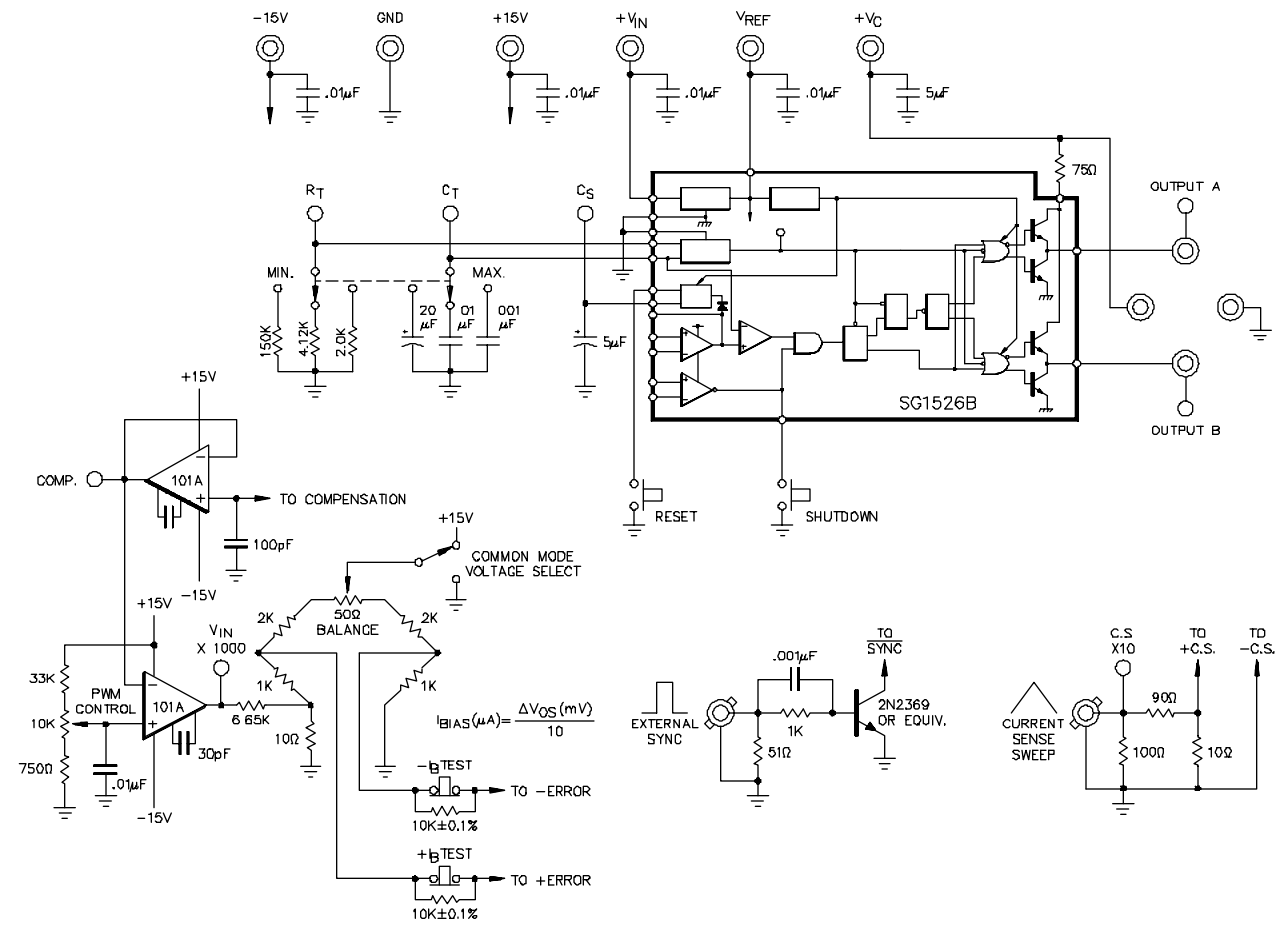 -15V
GND
+15V
+VIN
VREF
+VC
.01µF
.01µF
.01µF
.01µF
5µF
75Ω
OUTPUT A
RT
CT
CS
MIN.
MAX.
150K
4.12K
2.0K
20 µF
.01 µF
.001 µF
5µF
SG1526B
OUTPUT B
+15V
COMP.
101A
TO COMPENSATION
100pF
-15V
RESET
SHUTDOWN
+15V
COMMON MODE
VOLTAGE SELECT
+15V
VIN
X 1000
2K
50Ω
BALANCE
2K
33K
PWM
CONTROL
10K
101A
1K
1K
6.65K
10Ω
750Ω
.01µF
30pF
-15V
IBIAS(µA)=ΔVOS(mV)/10
-IB TEST
TO -ERROR
10K±0.1%
+IB TEST
TO +ERROR
10K±0.1%
EXTERNAL
SYNC
.001µF
1K
51Ω
TO
SYNC
2N2369
OR EQUIV.
CURRENT
SENSE
SWEEP
C.S
X10
TO
+C.S.
TO
-C.S.
90Ω
100Ω
10Ω